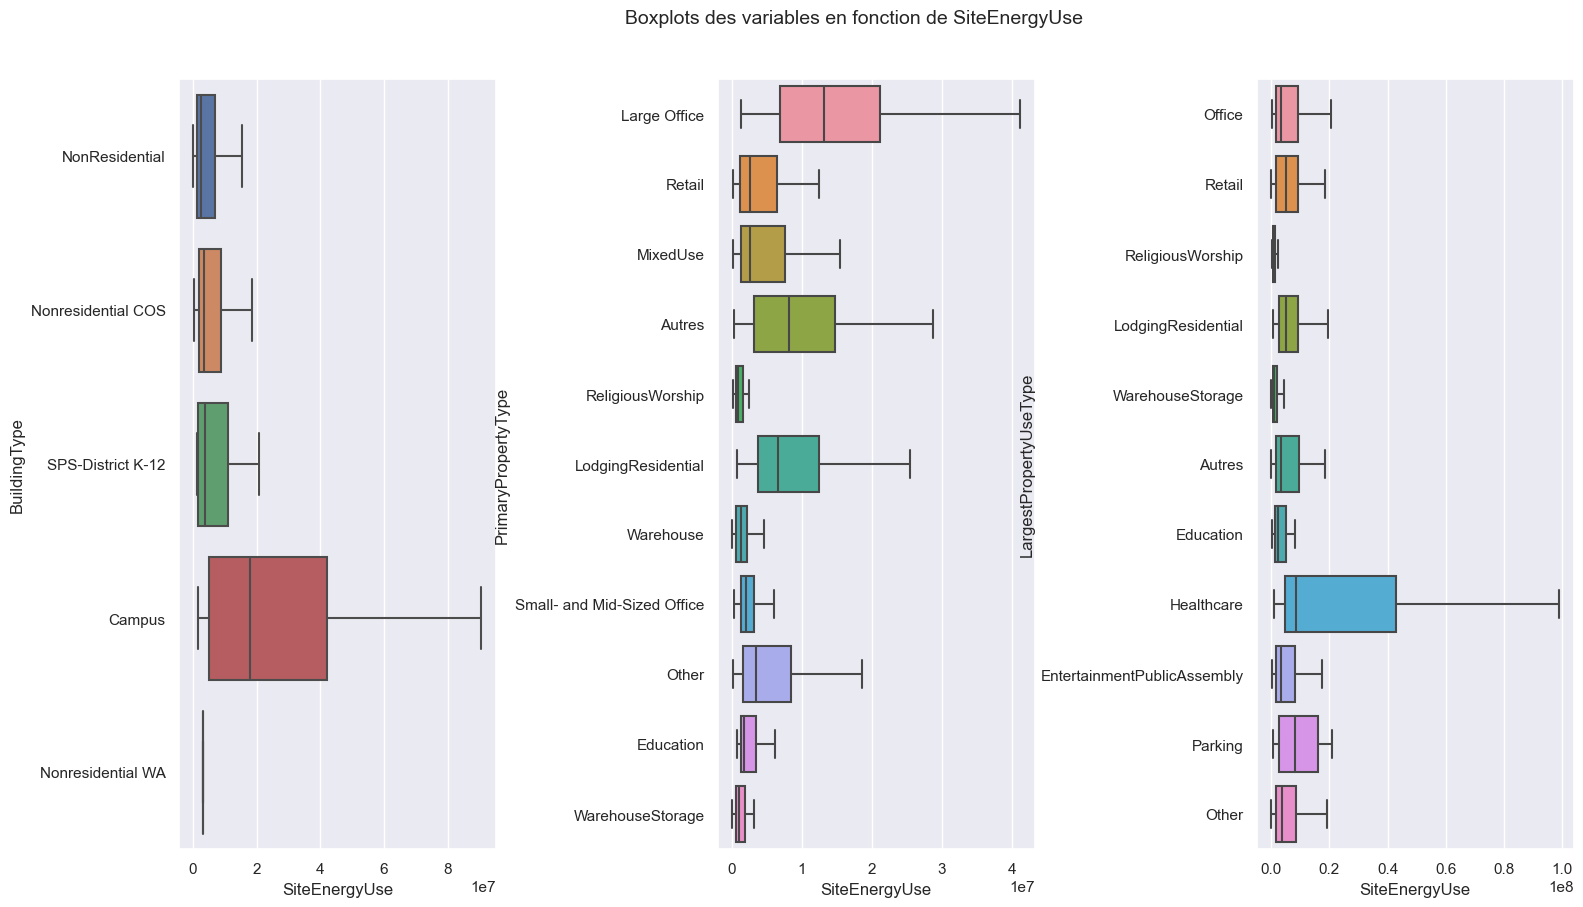 Boxplots des variables en fonction de SiteEnergyUse
BuildingType
NonResidential
Nonresidential COS
SPS-District K-12
Campus
Nonresidential WA
0 2 4 6 8
1e7
SiteEnergyUse
PrimaryPropertyType
Large Office
Retail
MixedUse
Autres
ReligiousWorship
LodgingResidential
Warehouse
Small- and Mid-Sized Office
Other
Education
WarehouseStorage
0 1 2 3 4
1e7
SiteEnergyUse
LargestPropertyUseType
Office
Retail
ReligiousWorship
LodgingResidential
WarehouseStorage
Autres
Education
Healthcare
EntertainmentPublicAssembly
Parking
Other
0.0 0.2 0.4 0.6 0.8 1.0
1e8
SiteEnergyUse